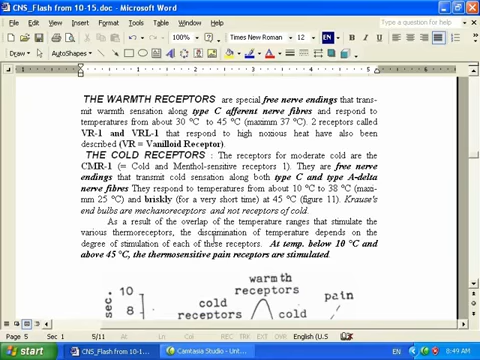 CNS_Flash from 10-15.doc - Microsoft Word
File Edit View Insert Format Tools Table Window Help
Type a question for help
100%
Times New Roman
12
Draw AutoShapes
THE WARMTH RECEPTORS are special free nerve endings that trans-
mit warmth sensation along type C afferent nerve fibres and respond to
temperatures from about 30 °C to 45 °C (maximm 37 °C). 2 receptors called
VR-1 and VRL-1 that respond to high noxious heat have also been
described (VR = Vanilloid Receptor).
THE COLD RECEPTORS : The receptors for moderate cold are the
CMR-1 (= Cold and Menthol-sensitive receptors 1). They are free nerve
endings that transmit cold sensation along both type C and type A-delta
nerve fibres They respond to temperatures from about 10 °C to 38 °C (maxi-
mm 25 °C) and briskly (for a very short time) at 45 °C (figure 11). Krause's
end bulbs are mechanoreceptors and not receptors of cold.
As a result of the overlap of the temperature ranges that stimulate the
various thermoreceptors, the discrimination of temperature depends on the
degree of stimulation of each of these receptors. At temp. below 10 °C and
above 45 °C, the thermosensitive pain receptors are stimulated
warmth
receptors
cold
receptors
cold
pain
sec.
10
8
Page 5 Sec 1 5/11 REC TRK EXT OVR English (U.S
start
CNS_Flash from 10-1...
Camtasia Studio - Unt...
EN
8:49 AM